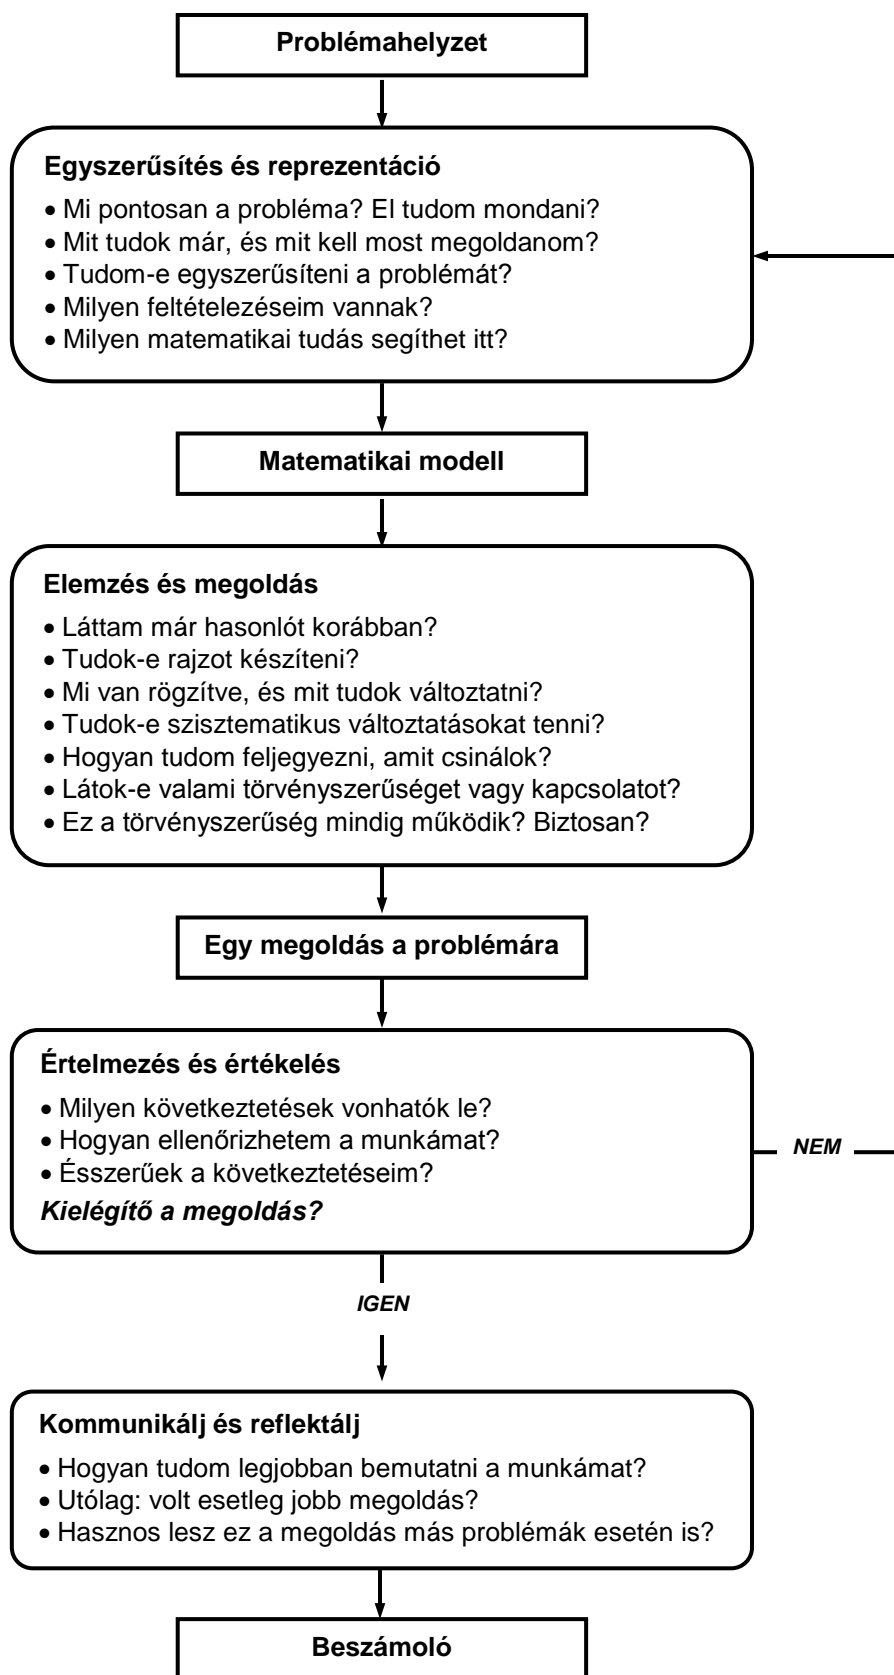 Problémahelyzet
Egyszerűsítés és reprezentáció
• Mi pontosan a probléma? El tudom mondani?
• Mit tudok már, és mit kell most megoldanom?
• Tudom-e egyszerűsíteni a problémát?
• Milyen feltételezéseim vannak?
• Milyen matematikai tudás segíthet itt?
Matematikai modell
Elemzés és megoldás
• Láttam már hasonlót korábban?
• Tudok-e rajzot készíteni?
• Mi van rögzítve, és mit tudok változtatni?
• Tudok-e szisztematikus változtatásokat tenni?
• Hogyan tudom feljegyezni, amit csinálok?
• Látok-e valami törvényszerűséget vagy kapcsolatot?
• Ez a törvényszerűség mindig működik? Biztosan?
Egy megoldás a problémára
Értelmezés és értékelés
• Milyen következtetések vonhatók le?
• Hogyan ellenőrizhetem a munkámat?
• Ésszerűek a következtetéseim?
Kielégítő a megoldás?
NEM
IGEN
Kommunikálj és reflektálj
• Hogyan tudom legjobban bemutatni a munkámat?
• Utólag: volt esetleg jobb megoldás?
• Hasznos lesz ez a megoldás más problémák esetén is?
Beszámoló